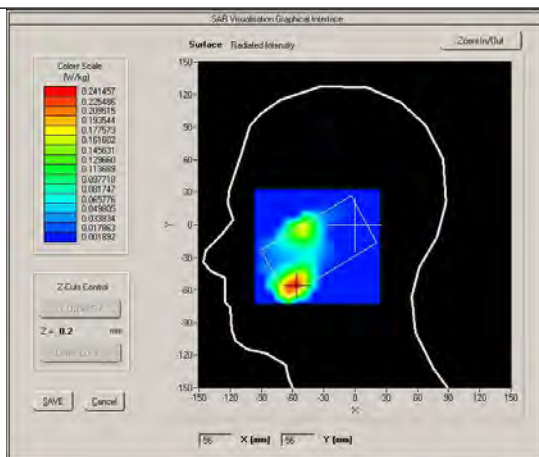 SAR Visualisation Graphical Interface
Surface Radiated Intensity
Zoom In/Out
Colors Scale
(W/kg)
0.241457
0.225486
0.209515
0.193544
0.177573
0.161602
0.145631
0.129660
0.113689
0.097718
0.081747
0.065776
0.049805
0.033834
0.017863
0.001892
150
120
90
60
30
0
-30
-60
-90
-120
-150
Y
-150 -120 -90 -60 -30 0 30 60 90 120 150
X
Z-Cuts Control
Z = 0.2 mm
SAVE Cancel
56 X (mm) 56 Y (mm)